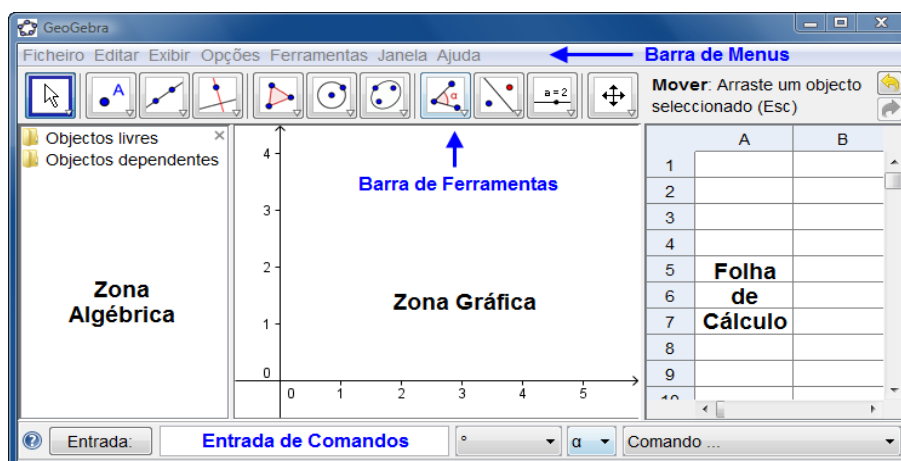 GeoGebra
Ficheiro Editar Exibir Opções Ferramentas Janela Ajuda
Barra de Menus
A
α
a = 2
Mover: Arraste um objecto
seleccionado (Esc)
Objectos livres ×
Objectos dependentes
Barra de Ferramentas
Zona
Algébrica
Zona Gráfica
4
3
2
1
0
0 1 2 3 4 5
A B
1
2
3
4
5 Folha
6 de
7 Cálculo
8
9
10
Entrada: Entrada de Comandos ° α Comando ...